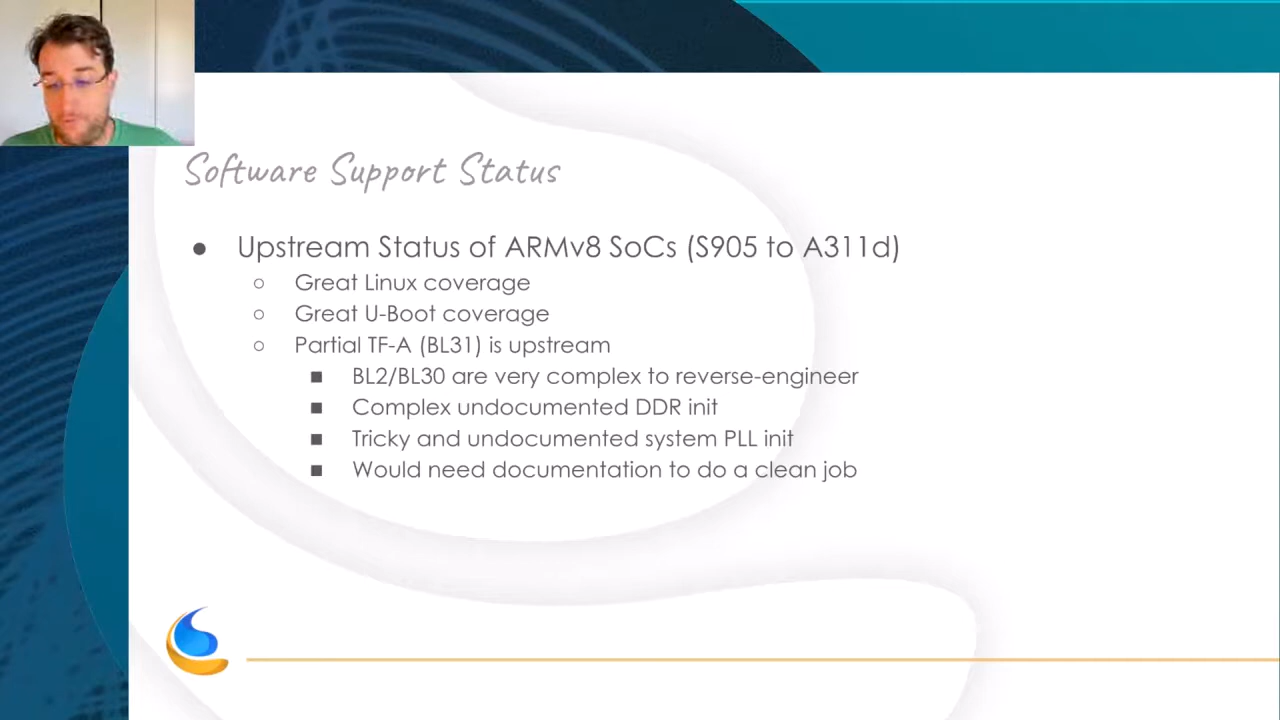 Software Support Status
● Upstream Status of ARMv8 SoCs (S905 to A311d)
○ Great Linux coverage
○ Great U-Boot coverage
○ Partial TF-A (BL31) is upstream
■ BL2/BL30 are very complex to reverse-engineer
■ Complex undocumented DDR init
■ Tricky and undocumented system PLL init
■ Would need documentation to do a clean job